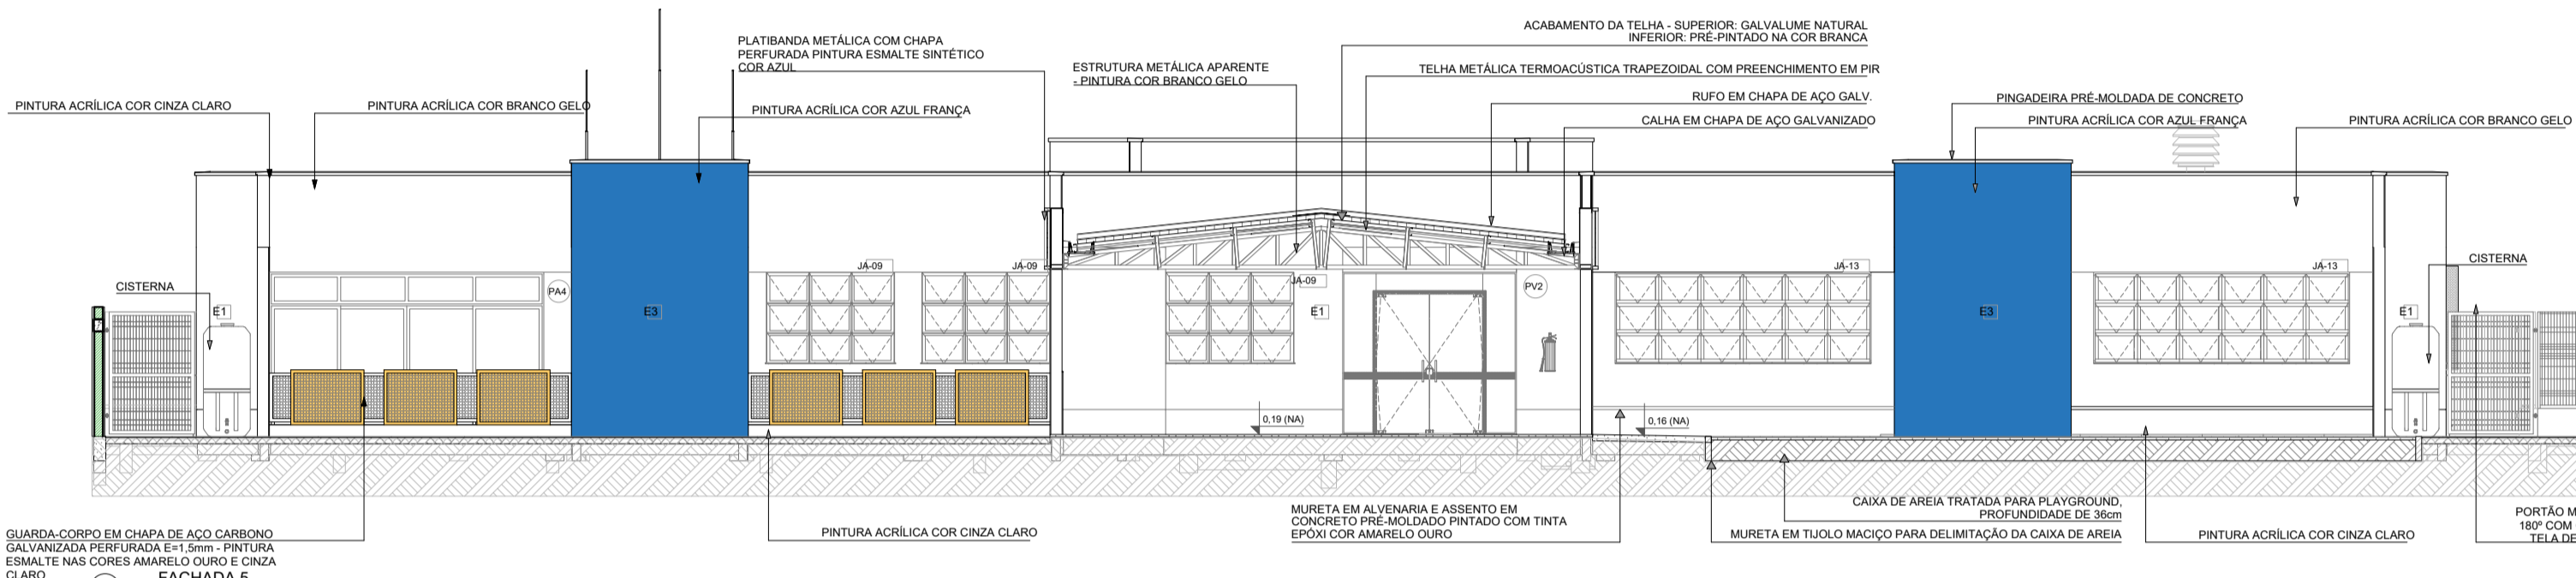 ACABAMENTO DA TELHA - SUPERIOR: GALVALUME NATURAL
INFERIOR: PRÉ-PINTADO NA COR BRANCA
PLATIBANDA METÁLICA COM CHAPA
PERFURADA PINTURA ESMALTE SINTÉTICO
COR AZUL
ESTRUTURA METÁLICA APARENTE
- PINTURA COR BRANCO GELO
TELHA METÁLICA TERMOACÚSTICA TRAPEZOIDAL COM PREENCHIMENTO EM PIR
PINTURA ACRÍLICA COR CINZA CLARO
PINTURA ACRÍLICA COR BRANCO GELO
PINTURA ACRÍLICA COR AZUL FRANÇA
RUFO EM CHAPA DE AÇO GALV.
CALHA EM CHAPA DE AÇO GALVANIZADO
PINGADEIRA PRÉ-MOLDADA DE CONCRETO
PINTURA ACRÍLICA COR AZUL FRANÇA
PINTURA ACRÍLICA COR BRANCO GELO
CISTERNA
E1
PA4
E3
JA-09
JA-09
JA-09
E1
PV2
JA-13
E3
JA-13
E1
CISTERNA
0,19 (NA)
0,16 (NA)
GUARDA-CORPO EM CHAPA DE AÇO CARBONO
GALVANIZADA PERFURADA E=1,5mm - PINTURA
ESMALTE NAS CORES AMARELO OURO E CINZA
CLARO
FACHADA 5
PINTURA ACRÍLICA COR CINZA CLARO
MURETA EM ALVENARIA E ASSENTO EM
CONCRETO PRÉ-MOLDADO PINTADO COM TINTA
EPÓXI COR AMARELO OURO
CAIXA DE AREIA TRATADA PARA PLAYGROUND,
PROFUNDIDADE DE 36cm
MURETA EM TIJOLO MACIÇO PARA DELIMITAÇÃO DA CAIXA DE AREIA
PINTURA ACRÍLICA COR CINZA CLARO
PORTÃO M
180º COM
TELA DE